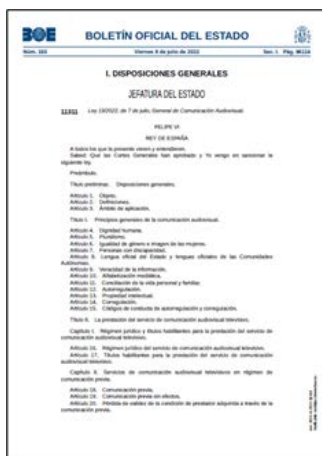 BOE
BOLETÍN OFICIAL DEL ESTADO
Núm. 163
Viernes 8 de julio de 2022
Sec. I. Pág.
I. DISPOSICIONES GENERALES
JEFATURA DEL ESTADO
11311
Ley 13/2022, de 7 de julio, General de Comunicación Audiovisual.
FELIPE VI
REY DE ESPAÑA
A todos los que la presente vieren y entendieren.
Sabed: Que las Cortes Generales han aprobado y Yo vengo en sancionar la
siguiente ley.
Preámbulo.
Título preliminar. Disposiciones generales.
Artículo 1. Objeto.
Artículo 2. Definiciones.
Artículo 3. Ámbito de aplicación.
Título I. Principios generales de la comunicación audiovisual.
Artículo 4. Dignidad humana.
Artículo 5. Pluralismo.
Artículo 6. Igualdad de género e imagen de las mujeres.
Artículo 7. Personas con discapacidad.
Artículo 8. Lengua oficial del Estado y lenguas oficiales de las Comunidades
Autónomas.
Artículo 9. Veracidad de la información.
Artículo 10. Alfabetización mediática.
Artículo 11. Conciliación de la vida personal y familiar.
Artículo 12. Autorregulación.
Artículo 13. Propiedad intelectual.
Artículo 14. Corregulación.
Artículo 15. Códigos de conducta de autorregulación y corregulación.
Título II. La prestación del servicio de comunicación audiovisual televisivo.
Capítulo I. Régimen jurídico y títulos habilitantes para la prestación del servicio de
comunicación audiovisual televisivo.
Artículo 16. Régimen jurídico del servicio de comunicación audiovisual televisivo.
Artículo 17. Títulos habilitantes para la prestación del servicio de comunicación
audiovisual televisivo.
Capítulo II. Servicios de comunicación audiovisual televisivos en régimen de
comunicación previa.
Artículo 18. Comunicación previa.
Artículo 19. Comunicación previa sin efectos.
Artículo 20. Pérdida de validez de la condición de prestador adquirida a través de la
comunicación previa.